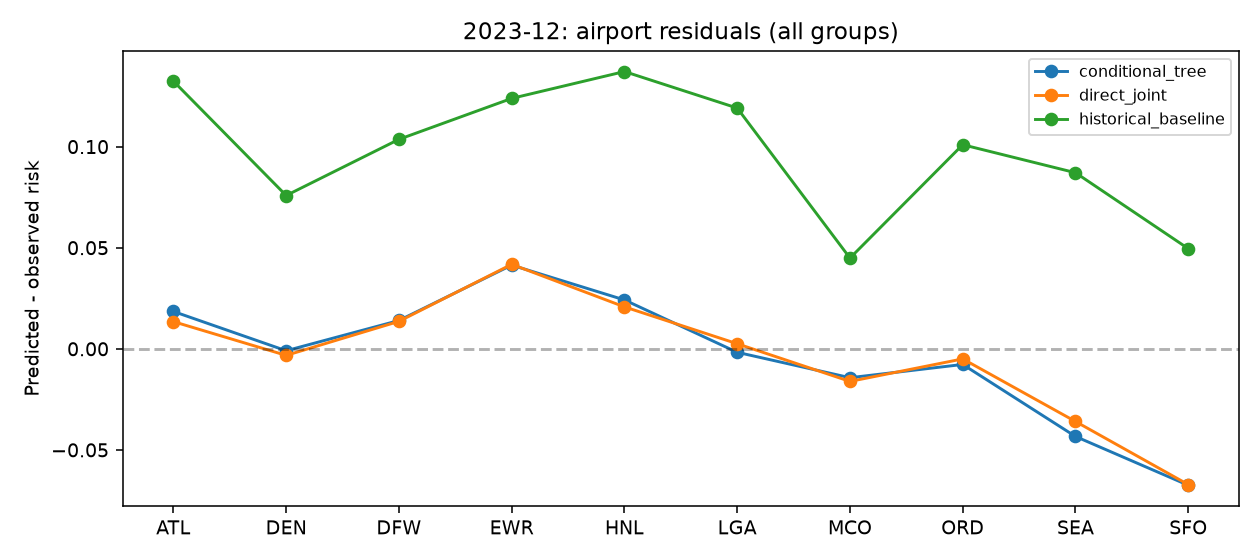 2023-12: airport residuals (all groups)
conditional_tree
direct_joint
historical_baseline
Predicted - observed risk
0.10
0.05
0.00
−0.05
ATL DEN DFW EWR HNL LGA MCO ORD SEA SFO